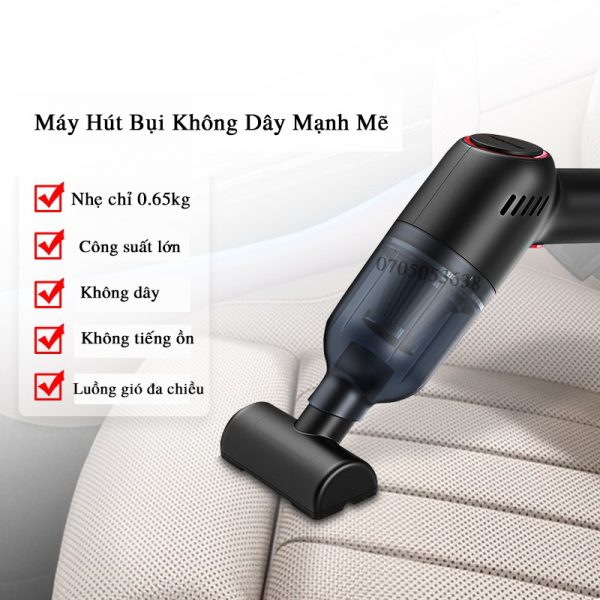 Máy Hút Bụi Không Dây Mạnh Mẽ
Nhẹ chỉ 0.65kg
Công suất lớn
Không dây
Không tiếng ồn
Luồng gió đa chiều